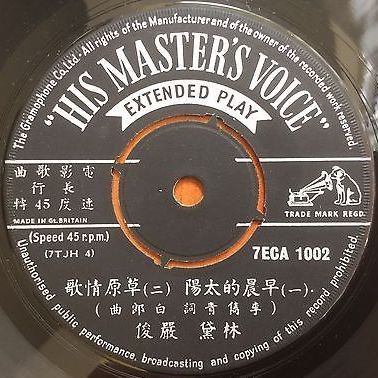 The Gramophone Co. Ltd. - All rights of the Manufacturer and of the owner of the recorded work reserved.
"HIS MASTER'S VOICE"
EXTENDED PLAY
電影歌曲
長行
速度45特
MADE IN GT. BRITAIN
TRADE MARK REGD.
(Speed 45 r.p.m.)
(7TJH 4)
7ECA 1002
(一)早晨的太陽 (二)草原情歌
(李雋青詞 白郎曲)
林黛 嚴俊
Unauthorised public performance, broadcasting and copying of this record prohibited.